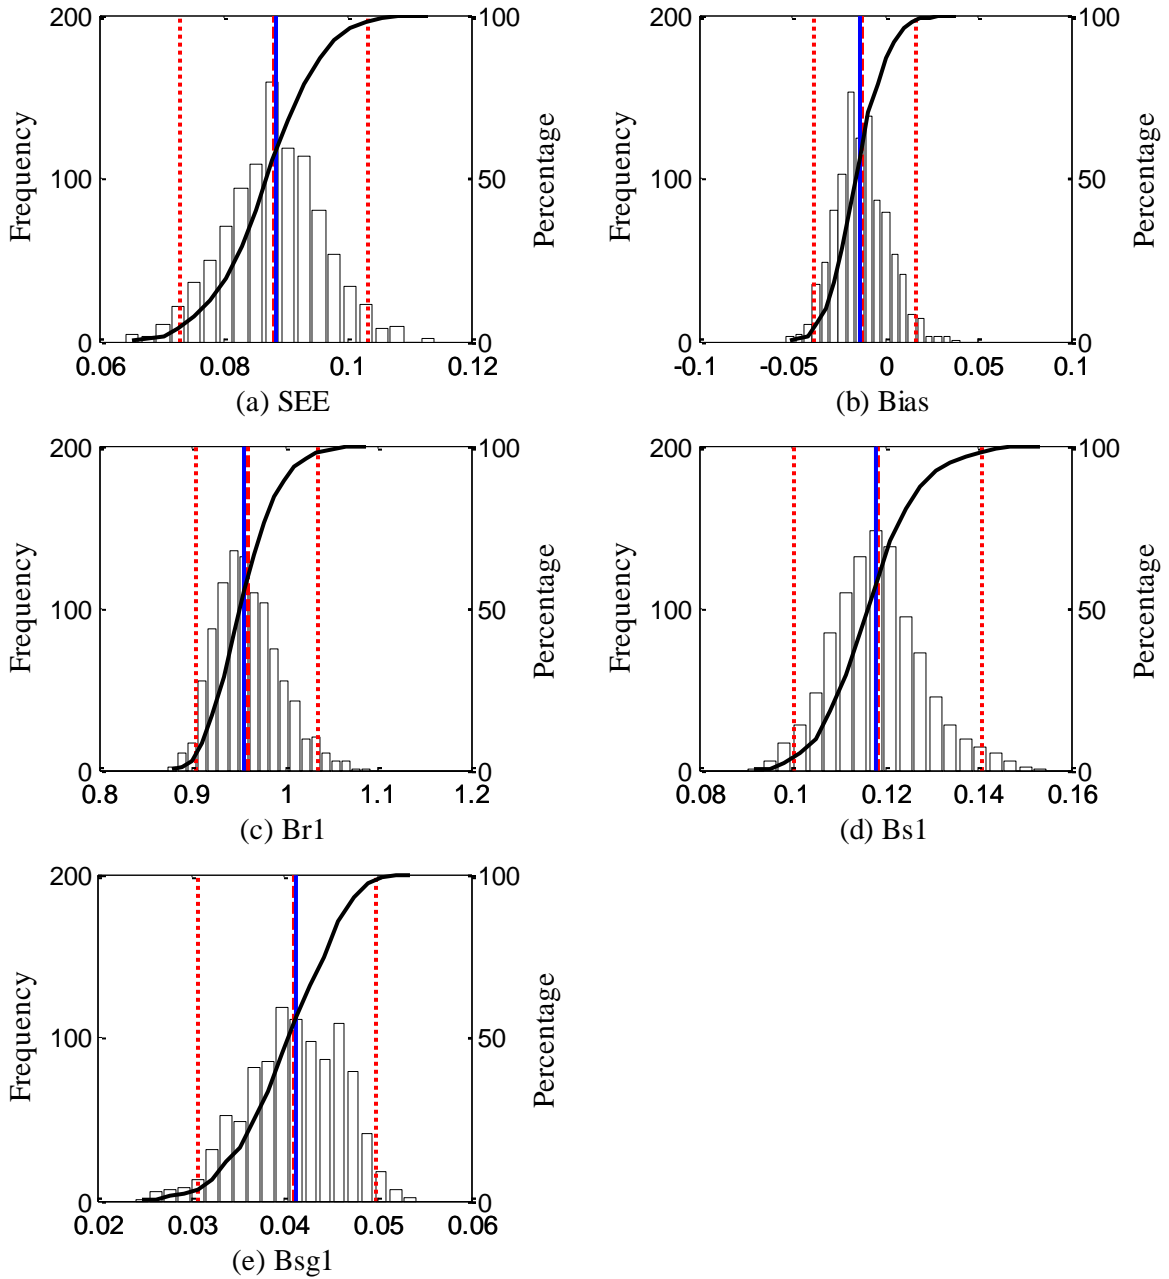 200 100
Frequency 100 50 Percentage
0 0
0.06 0.08 0.1 0.12
(a) SEE
200 100
Frequency 100 50 Percentage
0 0
-0.1 -0.05 0 0.05 0.1
(b) Bias
200 100
Frequency 100 50 Percentage
0 0
0.8 0.9 1 1.1 1.2
(c) Br1
200 100
Frequency 100 50 Percentage
0 0
0.08 0.1 0.12 0.14 0.16
(d) Bs1
200 100
Frequency 100 50 Percentage
0 0
0.02 0.03 0.04 0.05 0.06
(e) Bsg1